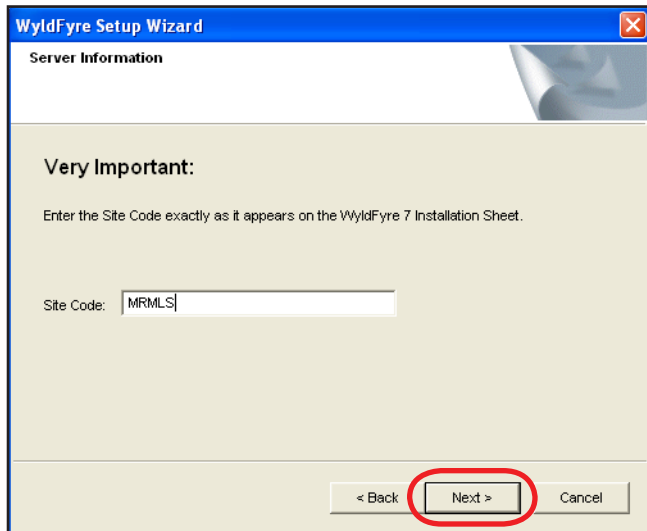 WyldFyre Setup Wizard
Server Information
Very Important:
Enter the Site Code exactly as it appears on the WyldFyre 7 Installation Sheet.
Site Code: MRMLS
< Back Next > Cancel